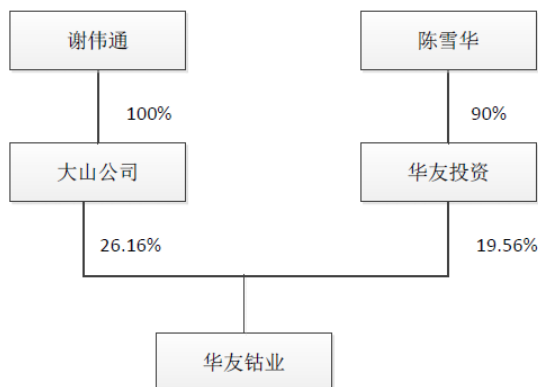 谢伟通
陈雪华
100%
90%
大山公司
华友投资
26.16%
19.56%
华友钴业